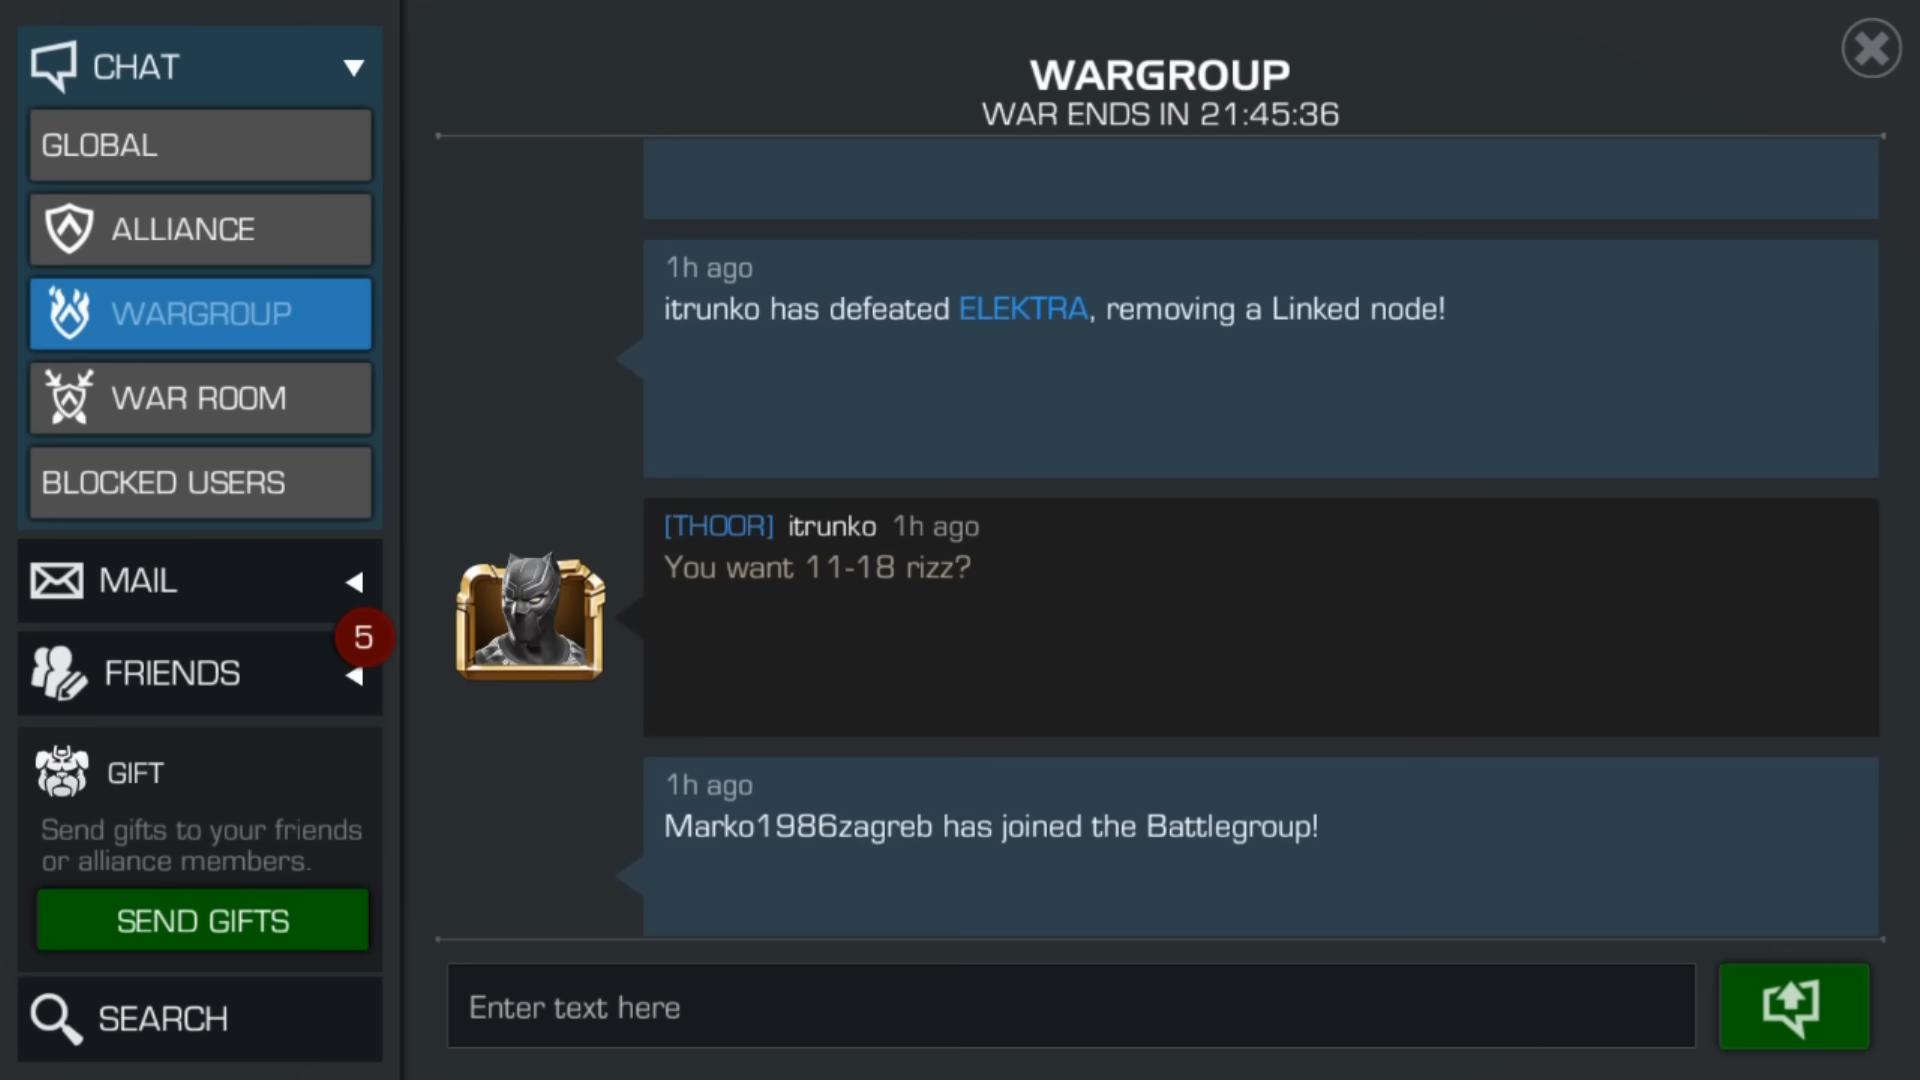 CHAT
GLOBAL
ALLIANCE
WARGROUP
WAR ROOM
BLOCKED USERS
MAIL
5
FRIENDS
GIFT
Send gifts to your friends
or alliance members.
SEND GIFTS
SEARCH
WARGROUP
WAR ENDS IN 21:45:36
1h ago
itrunko has defeated ELEKTRA, removing a Linked node!
[THOOR] itrunko 1h ago
You want 11-18 rizz?
1h ago
Marko1986zagreb has joined the Battlegroup!
Enter text here